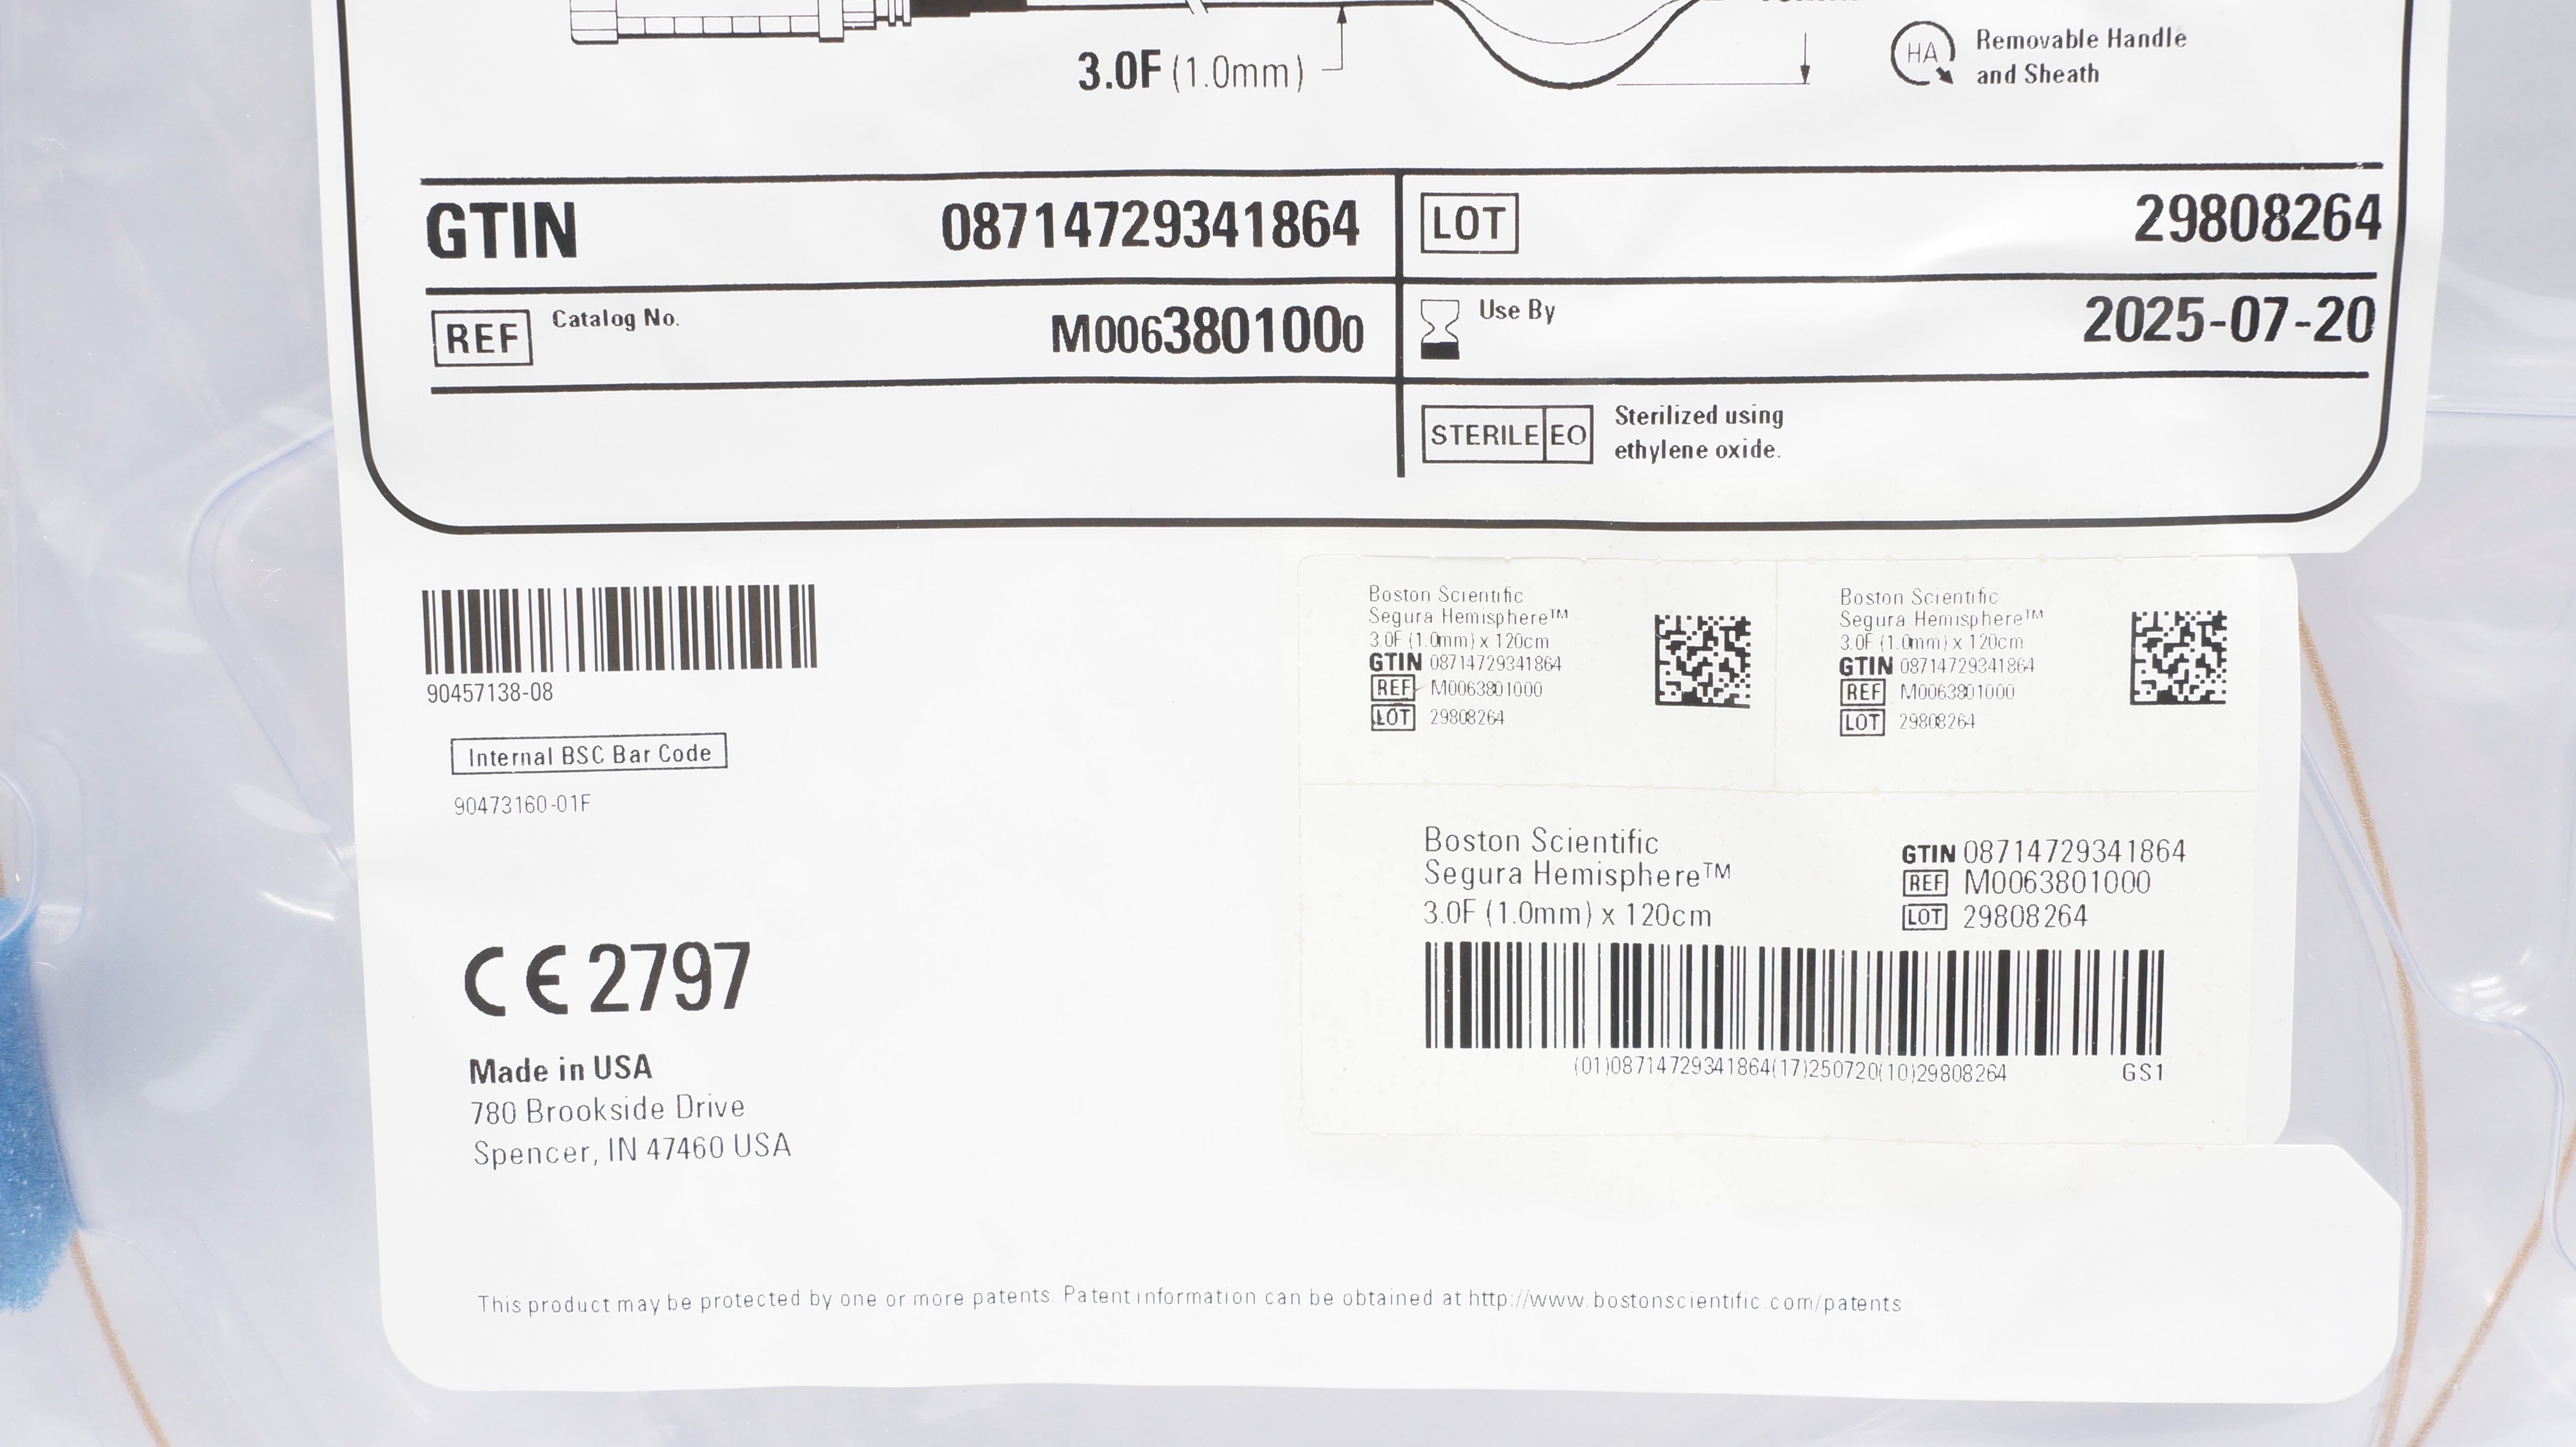 3.0F (1.0mm)
HA
Removable Handle
and Sheath
GTIN 08714729341864
LOT 29808264
REF Catalog No. M0063801000
Use By 2025-07-20
STERILE EO Sterilized using
ethylene oxide.
90457138-08
Internal BSC Bar Code
90473160-01F
Boston Scientific
Segura Hemisphere™
3.0F (1.0mm) x 120cm
GTIN 08714729341864
REF M0063801000
LOT 29808264
Boston Scientific
Segura Hemisphere™
3.0F (1.0mm) x 120cm
GTIN 08714729341864
REF M0063801000
LOT 29808264
Boston Scientific
Segura Hemisphere™
3.0F (1.0mm) x 120cm
GTIN 08714729341864
REF M0063801000
LOT 29808264
(01)08714729341864(17)250720(10)29808264 GS1
CE 2797
Made in USA
780 Brookside Drive
Spencer, IN 47460 USA
This product may be protected by one or more patents. Patent information can be obtained at http://www.bostonscientific.com/patents